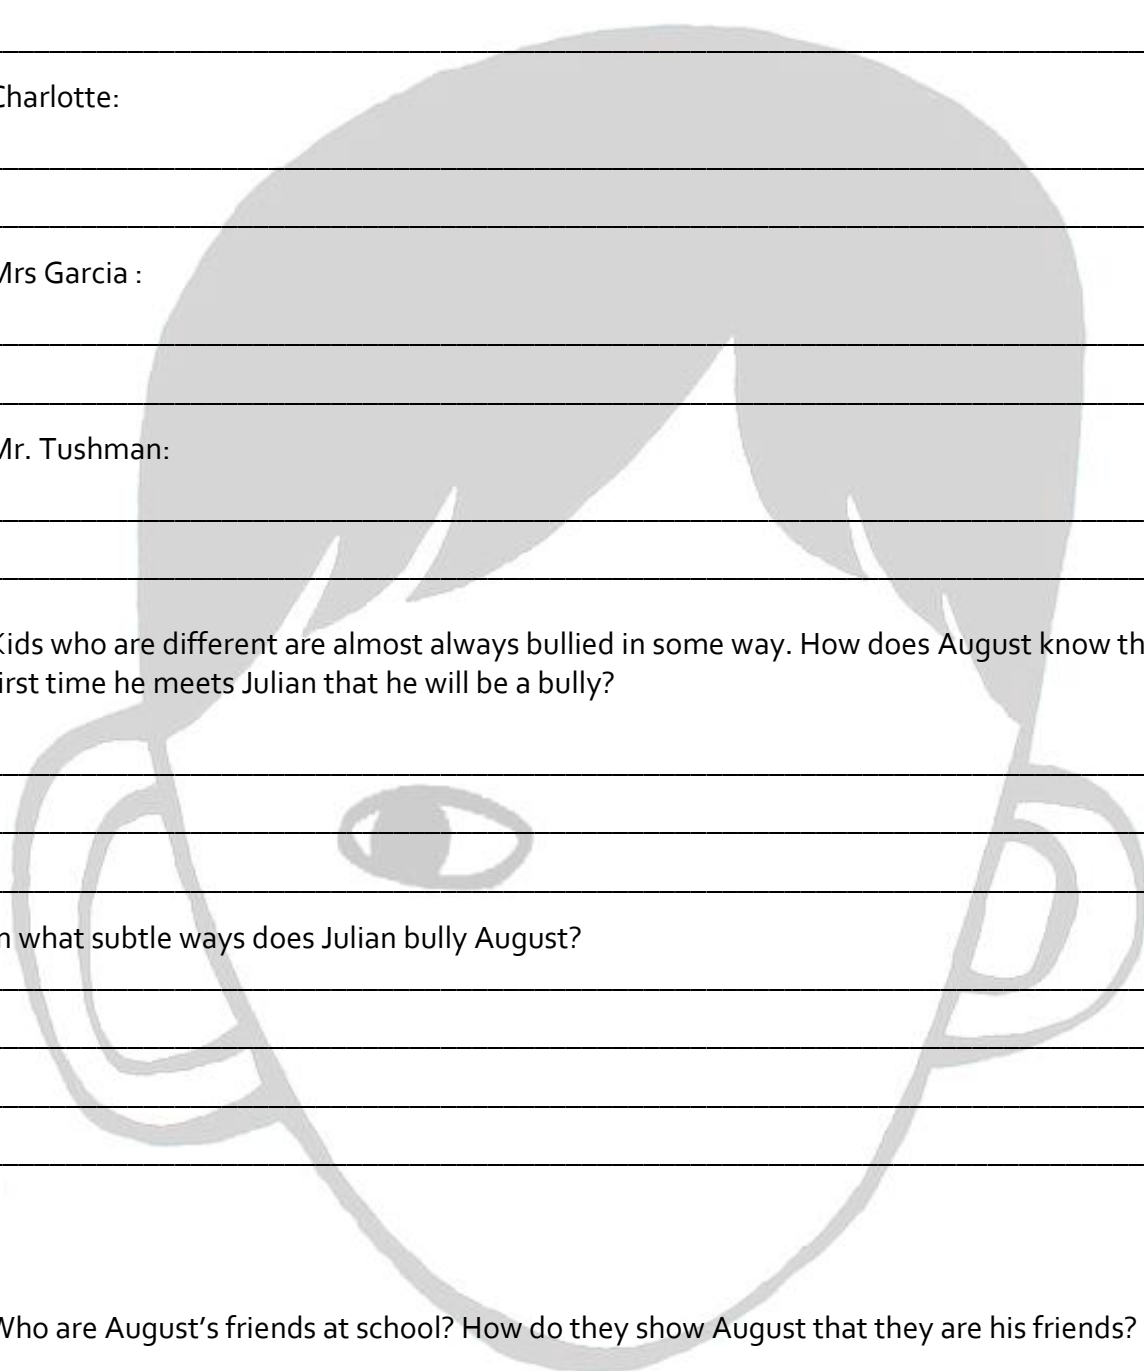 Charlotte:
Mrs Garcia :
Mr. Tushman:
Kids who are different are almost always bullied in some way. How does August know th
irst time he meets Julian that he will be a bully?
n what subtle ways does Julian bully August?
Who are August’s friends at school? How do they show August that they are his friends?